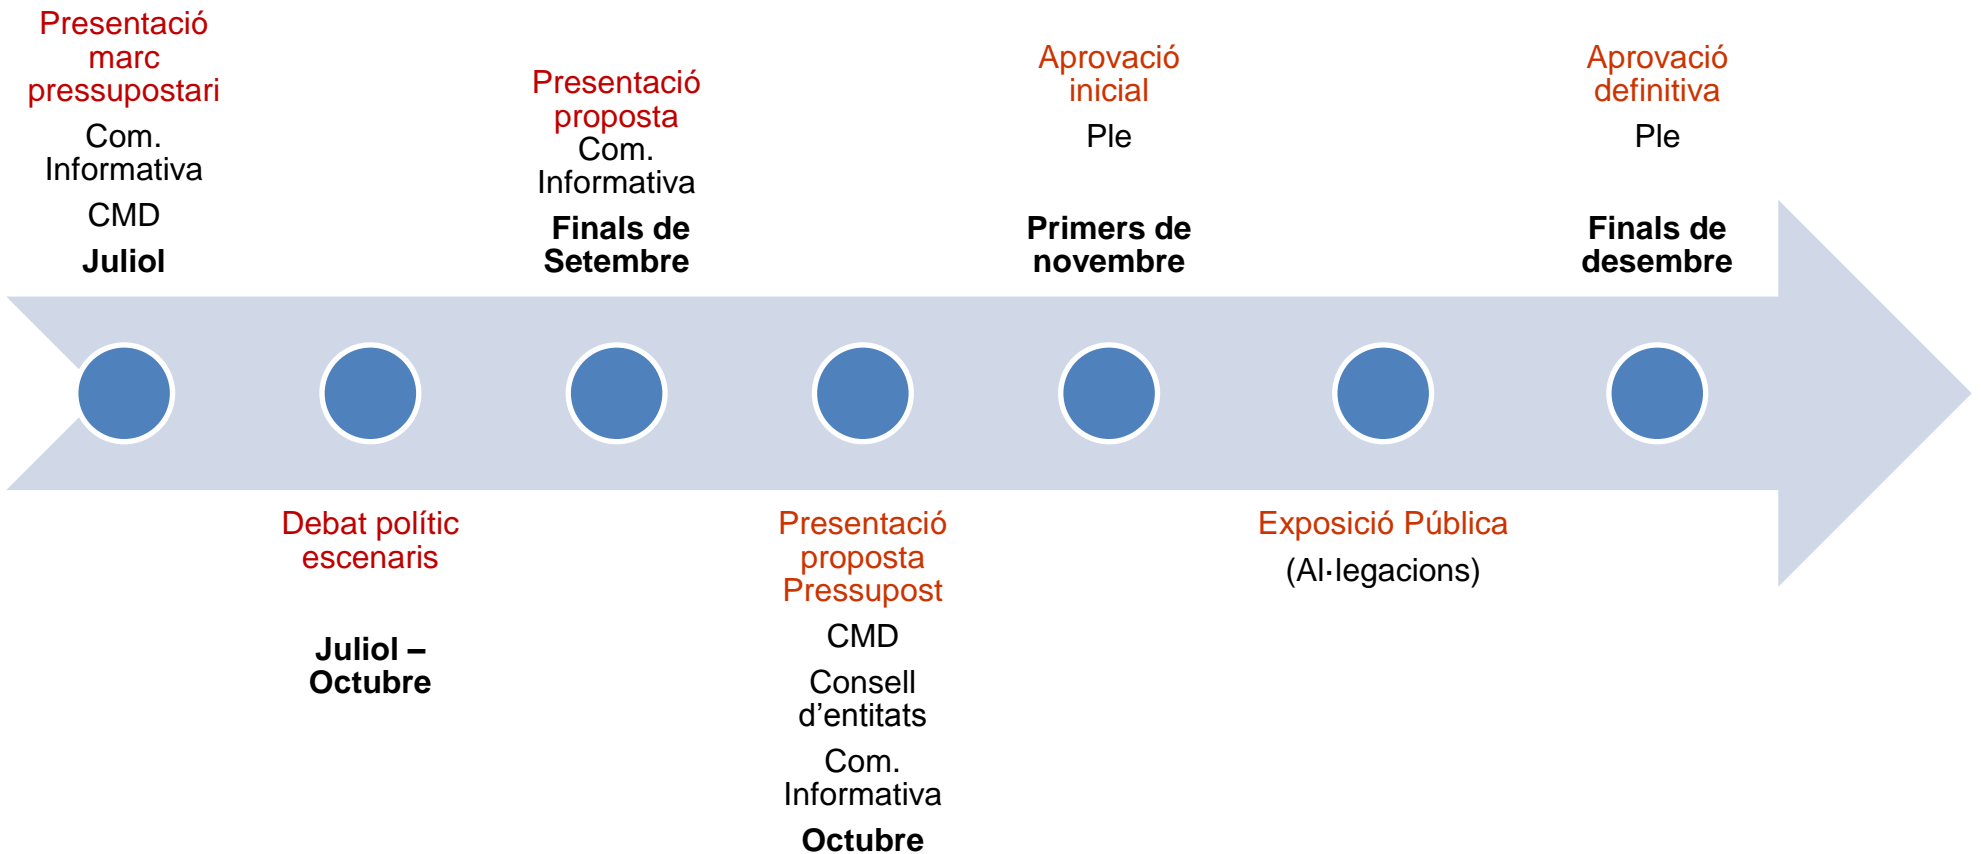 Presentació
marc
pressupostari
Com.
Informativa
CMD
Juliol
Debat polític
escenaris
Juliol –
Octubre
Presentació
proposta
Com.
Informativa
Finals de
Setembre
Presentació
proposta
Pressupost
CMD
Consell
d’entitats
Com.
Informativa
Octubre
Aprovació
inicial
Ple
Primers de
novembre
Exposició Pública
(Al·legacions)
Aprovació
definitiva
Ple
Finals de
desembre